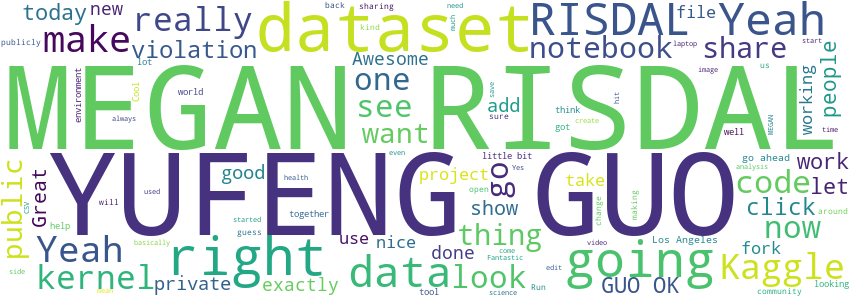 today new really dataset RISDAL file Yeah
publicly back sharing kind much need laptop start
make violation Awesome notebook share people
MEGAN RISDAL
environment lot Cool world one see want save add sure think got create image hit us well MEGAN working time
always
YUFENG GUO
public csv Great good even little bit Yes go project take go ahead work
will used health together show open change making analysis code let
Yeah help started guess use nice done thing video Los Angeles click around now
kernel right data look going fork Kaggle
side basically private exactly tool come Fantastic science Run edit GUO OK community looking